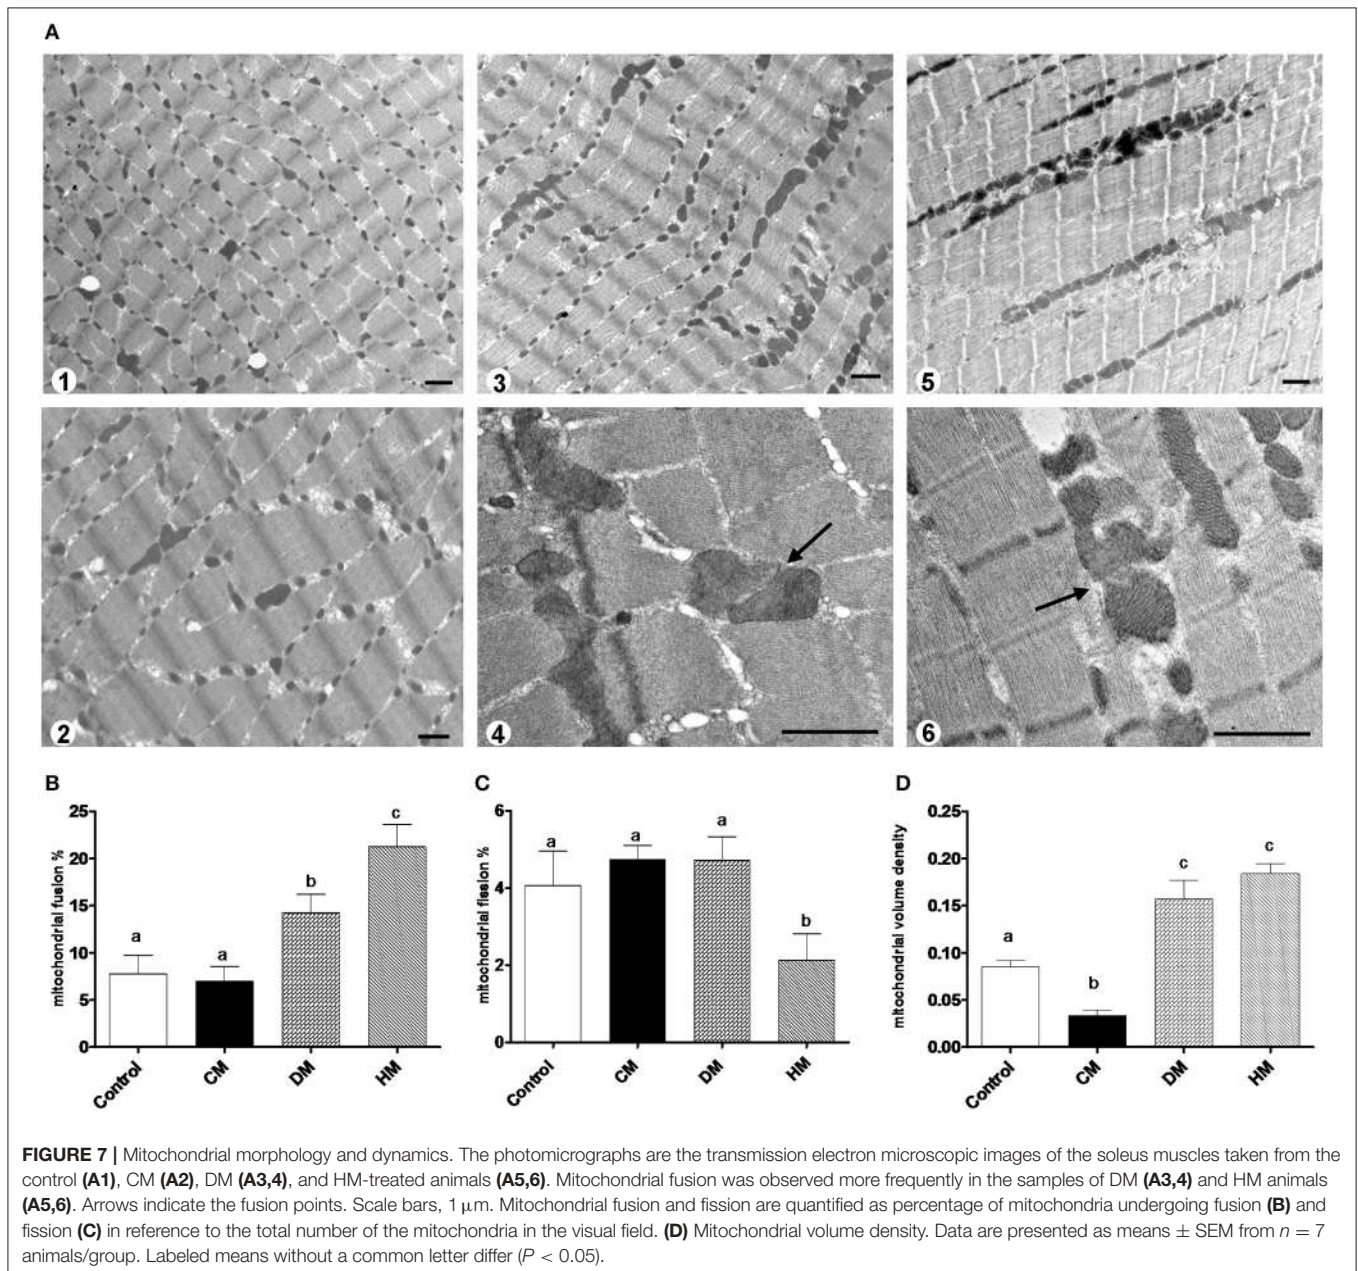 A
1
3
5
2
4
6
B
mitochondrial fusion %
25
20
15
10
5
0
a
a
b
c
Control
CM
DM
HM
C
mitochondrial fission %
6
4
2
0
a
a
a
b
Control
CM
DM
HM
D
mitochondrial volume density
0.25
0.20
0.15
0.10
0.05
0.00
a
b
c
c
Control
CM
DM
HM
FIGURE 7 | Mitochondrial morphology and dynamics. The photomicrographs are the transmission electron microscopic images of the soleus muscles taken from the
control (A1), CM (A2), DM (A3,4), and HM-treated animals (A5,6). Mitochondrial fusion was observed more frequently in the samples of DM (A3,4) and HM animals
(A5,6). Arrows indicate the fusion points. Scale bars, 1 μm. Mitochondrial fusion and fission are quantified as percentage of mitochondria undergoing fusion (B) and
fission (C) in reference to the total number of the mitochondria in the visual field. (D) Mitochondrial volume density. Data are presented as means ± SEM from n = 7
animals/group. Labeled means without a common letter differ (P < 0.05).